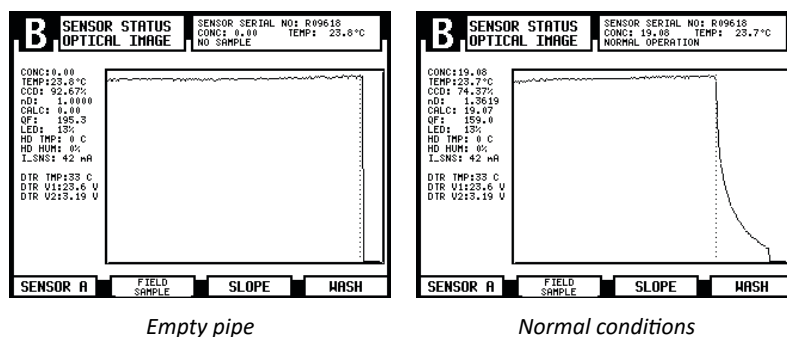 B
SENSOR STATUS
OPTICAL IMAGE
SENSOR SERIAL NO: R09618
CONC: 0.00 TEMP: 23.8°C
NO SAMPLE
CONC:0.00
TEMP:23.8°C
CCD: 92.67%
nD: 1.0000
CALC: 0.00
QF: 195.3
LED: 13%
HD TMP: 0 C
HD HUM: 0%
I_SNS: 42 mA
DTR TMP:33 C
DTR V1:23.6 V
DTR V2:3.19 V
SENSOR A
FIELD
SAMPLE
SLOPE
WASH
Empty pipe
B
SENSOR STATUS
OPTICAL IMAGE
SENSOR SERIAL NO: R09618
CONC: 19.08 TEMP: 23.7°C
NORMAL OPERATION
CONC:19.08
TEMP:23.7°C
CCD: 74.37%
nD: 1.3619
CALC: 19.07
QF: 159.0
LED: 13%
HD TMP: 0 C
HD HUM: 0%
I_SNS: 42 mA
DTR TMP:33 C
DTR V1:23.6 V
DTR V2:3.19 V
SENSOR A
FIELD
SAMPLE
SLOPE
WASH
Normal conditions